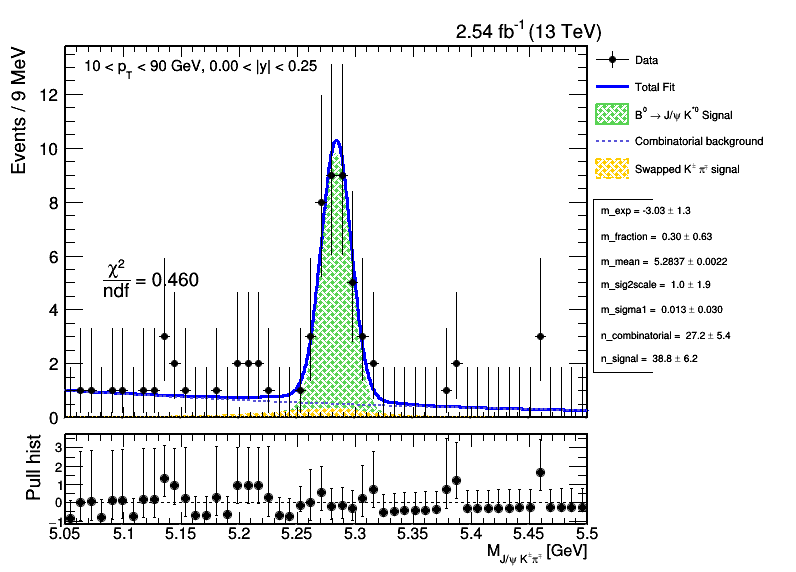 2.54 fb⁻¹ (13 TeV)
Events / 9 MeV
10 < p_T < 90 GeV, 0.00 < |y| < 0.25
12
10
8
6
4
2
0
χ²/ndf = 0.460
Data
Total Fit
B⁰ → J/ψ K*⁰ Signal
Combinatorial background
Swapped K± π∓ signal
m_exp = -3.03 ± 1.3
m_fraction = 0.30 ± 0.63
m_mean = 5.2837 ± 0.0022
m_sig2scale = 1.0 ± 1.9
m_sigma1 = 0.013 ± 0.030
n_combinatorial = 27.2 ± 5.4
n_signal = 38.8 ± 6.2
Pull hist
3
2
1
0
−1
5.05 5.1 5.15 5.2 5.25 5.3 5.35 5.4 5.45 5.5
M_J/ψ K± π∓ [GeV]